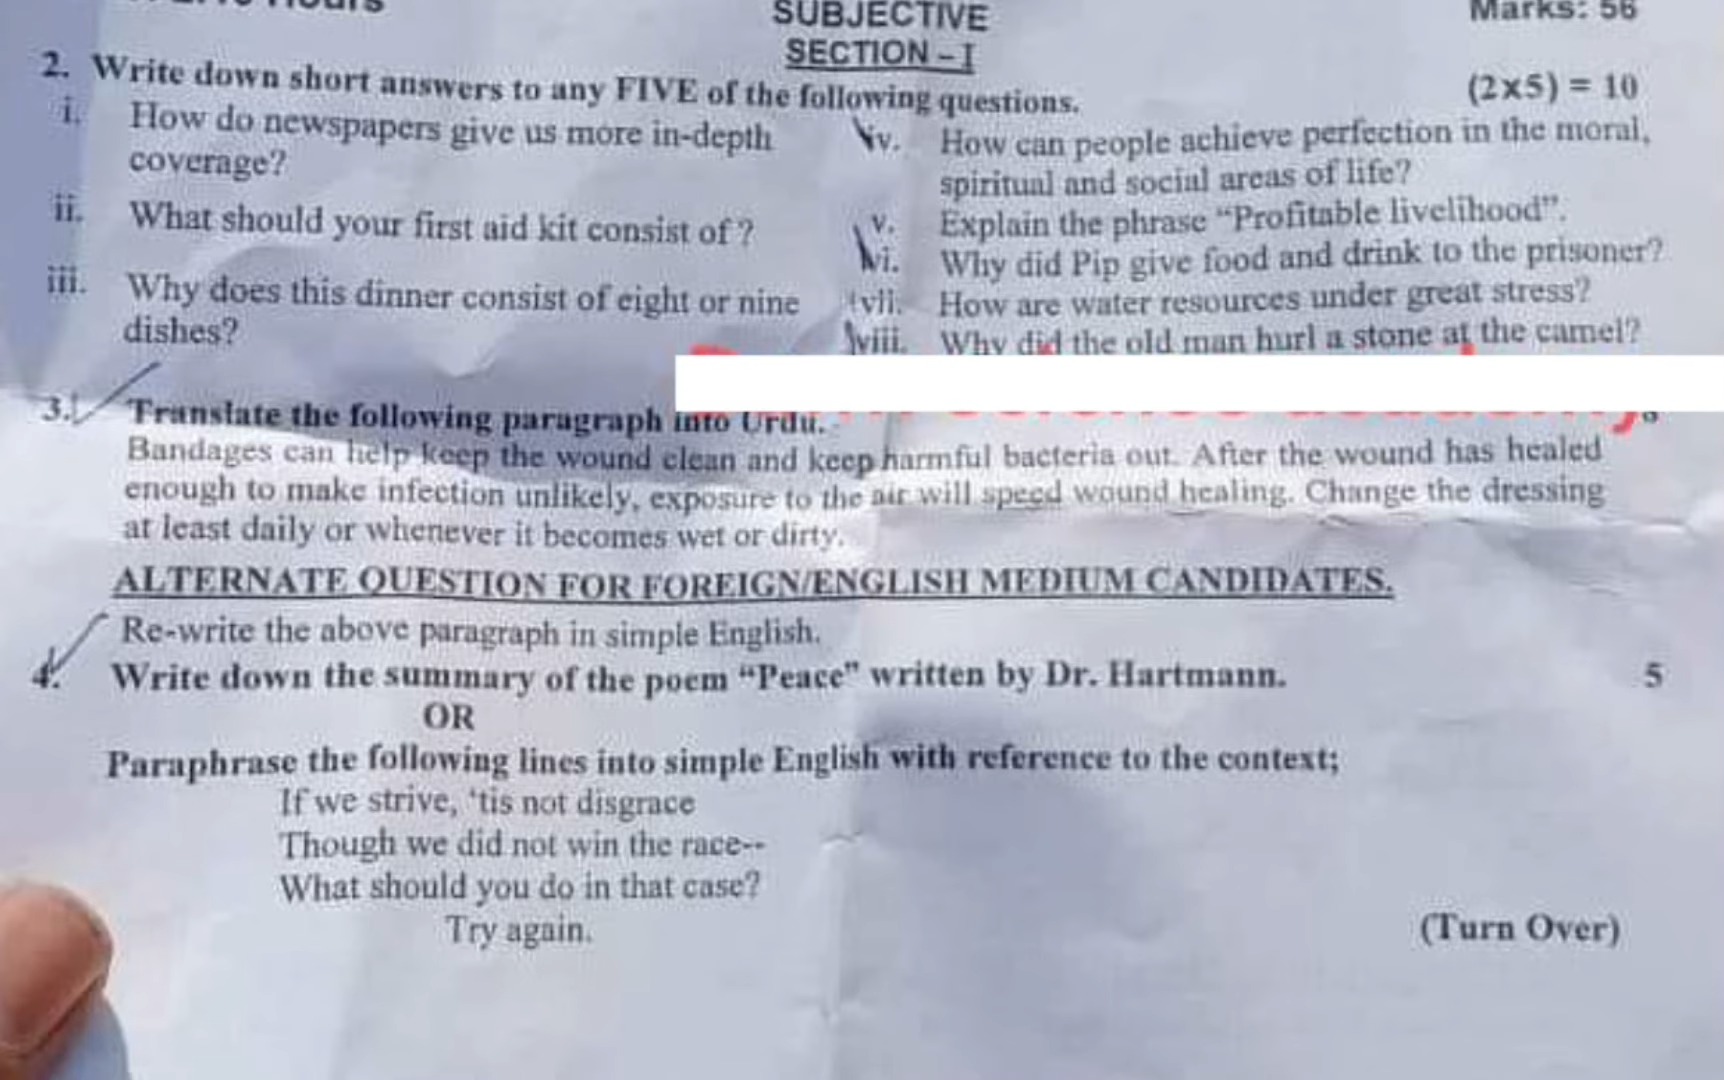 Hours
SUBJECTIVE
Marks: 56
SECTION – I
2. Write down short answers to any FIVE of the following questions. (2x5) = 10
i. How do newspapers give us more in-depth
coverage?
ii. What should your first aid kit consist of ?
iii. Why does this dinner consist of eight or nine
dishes?
iv. How can people achieve perfection in the moral,
spiritual and social areas of life?
v. Explain the phrase “Profitable livelihood”.
vi. Why did Pip give food and drink to the prisoner?
vii. How are water resources under great stress?
viii. Why did the old man hurl a stone at the camel?
3. Translate the following paragraph into Urdu.
Bandages can help keep the wound clean and keep harmful bacteria out. After the wound has healed
enough to make infection unlikely, exposure to the air will speed wound healing. Change the dressing
at least daily or whenever it becomes wet or dirty.
ALTERNATE QUESTION FOR FOREIGN/ENGLISH MEDIUM CANDIDATES.
Re-write the above paragraph in simple English.
4. Write down the summary of the poem “Peace” written by Dr. Hartmann. 5
OR
Paraphrase the following lines into simple English with reference to the context;
If we strive, ‘tis not disgrace
Though we did not win the race--
What should you do in that case?
Try again.
(Turn Over)